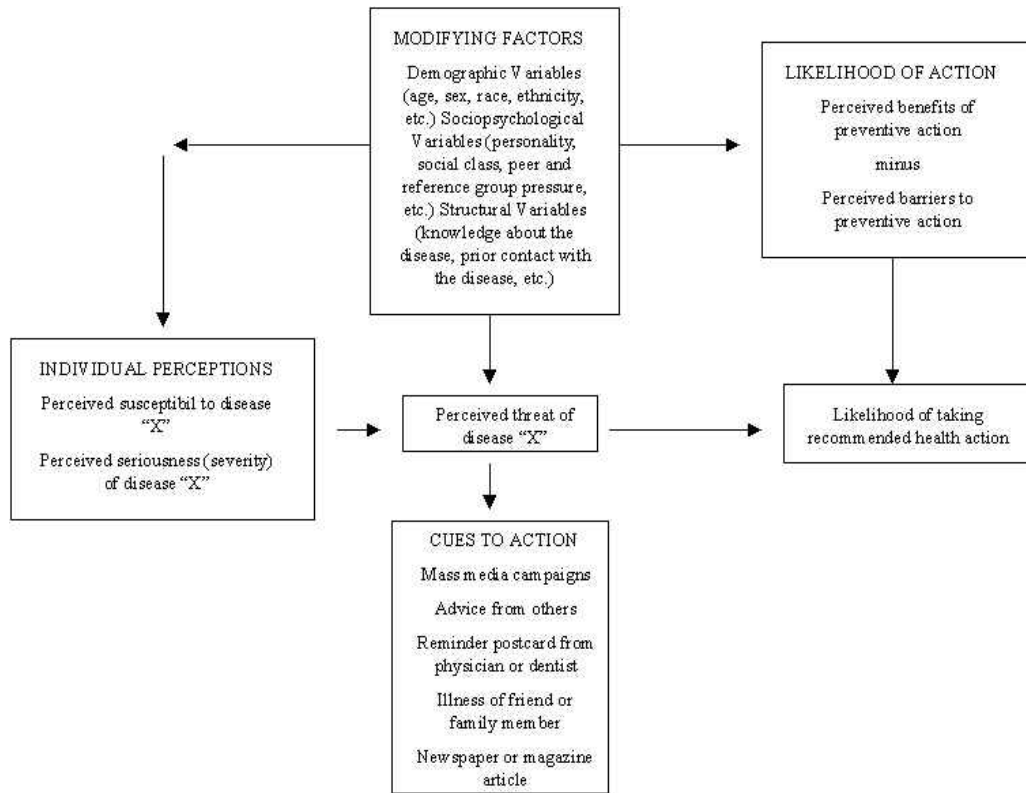 MODIFYING FACTORS
Demographic Variables
(age, sex, race, ethnicity,
etc.) Sociopsychological
Variables (personality,
social class, peer and
reference group pressure,
etc.) Structural Variables
(knowledge about the
disease, prior contact with
the disease, etc.)
LIKELIHOOD OF ACTION
Perceived benefits of
preventive action
minus
Perceived barriers to
preventive action
INDIVIDUAL PERCEPTIONS
Perceived susceptibil to disease
“X”
Perceived seriousness (severity)
of disease “X”
Perceived threat of
disease “X”
Likelihood of taking
recommended health action
CUES TO ACTION
Mass media campaigns
Advice from others
Reminder postcard from
physician or dentist
Illness of friend or
family member
Newspaper or magazine
article